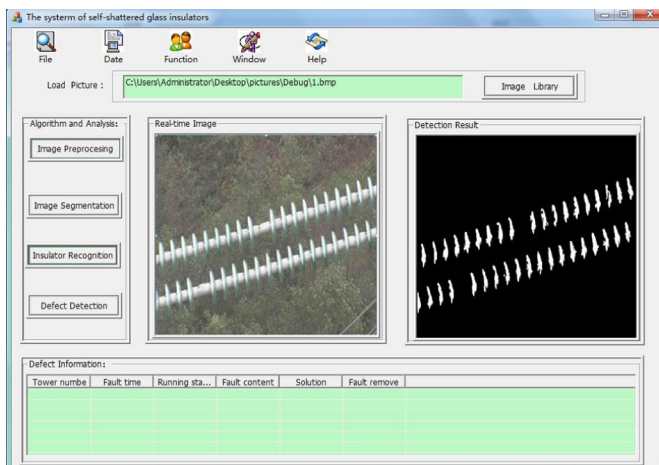 The systerm of self-shattered glass insulators
File Date Function Window Help
Load Picture : C:\Users\Administrator\Desktop\pictures\Debug\1.bmp Image Library
Algorithm and Analysis:
Image Preprocesing
Image Segmentation
Insulator Recognition
Defect Detection
Real-time Image
Detection Result
Defect Information:
Tower numbe Fault time Running sta... Fault content Solution Fault remove